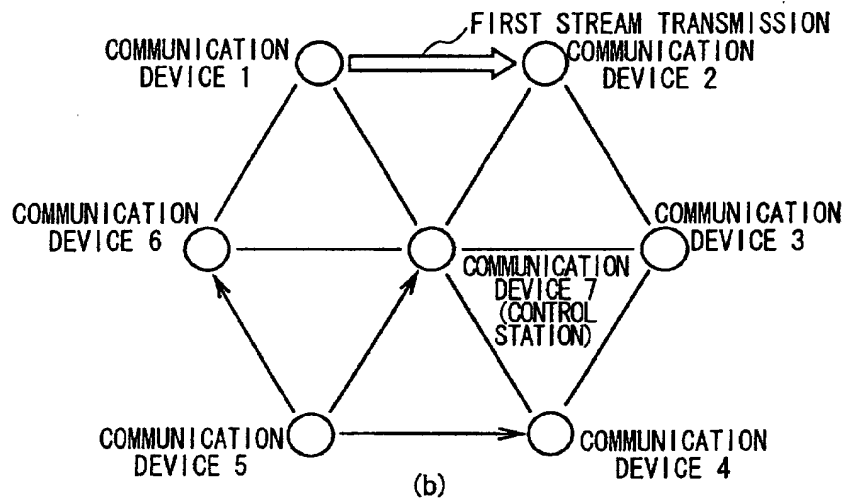 FIRST STREAM TRANSMISSION
COMMUNICATION
DEVICE 1
COMMUNICATION
DEVICE 2
COMMUNICATION
DEVICE 6
COMMUNICATION
DEVICE 3
COMMUNICATION
DEVICE 7
(CONTROL
STATION)
COMMUNICATION
DEVICE 5
COMMUNICATION
DEVICE 4
(b)